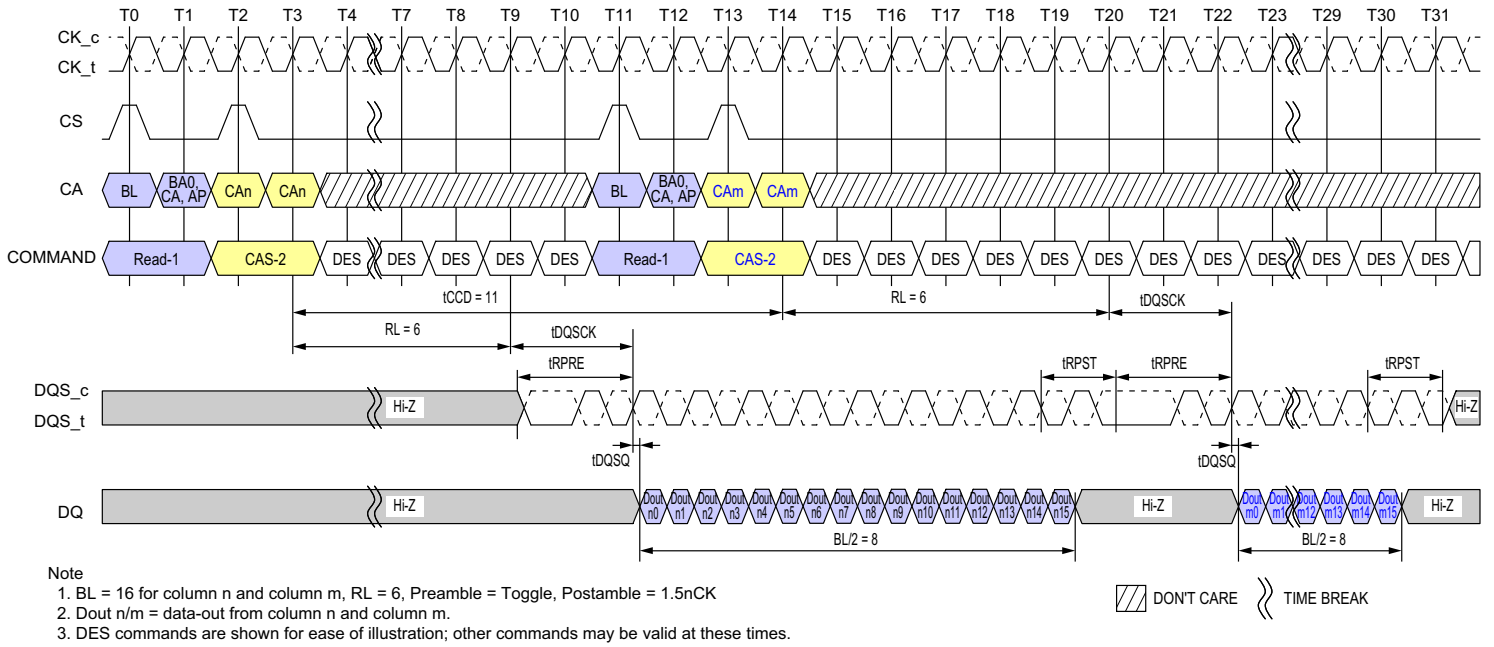 T0 T1 T2 T3 T4 T7 T8 T9 T10 T11 T12 T13 T14 T15 T16 T17 T18 T19 T20 T21 T22 T23 T29 T30 T31
CK_c
CK_t
CS
CA BL BA0, CA, AP CAn CAn BL BA0, CA, AP CAm CAm
COMMAND Read-1 CAS-2 DES DES DES DES DES Read-1 CAS-2 DES DES DES DES DES DES DES DES DES DES DES DES
tCCD = 11 RL = 6 tDQSCK
RL = 6 tDQSCK
tRPRE tRPST tRPRE tRPST
DQS_c
DQS_t
Hi-Z Hi-Z
tDQSQ tDQSQ
DQ Hi-Z Dout n0 Dout n1 Dout n2 Dout n3 Dout n4 Dout n5 Dout n6 Dout n7 Dout n8 Dout n9 Dout n10 Dout n11 Dout n12 Dout n13 Dout n14 Dout n15 Hi-Z Dout m0 Dout m1 Dout m12 Dout m13 Dout m14 Dout m15 Hi-Z
BL/2 = 8 BL/2 = 8
Note
1. BL = 16 for column n and column m, RL = 6, Preamble = Toggle, Postamble = 1.5nCK
2. Dout n/m = data-out from column n and column m.
3. DES commands are shown for ease of illustration; other commands may be valid at these times.
DON'T CARE TIME BREAK